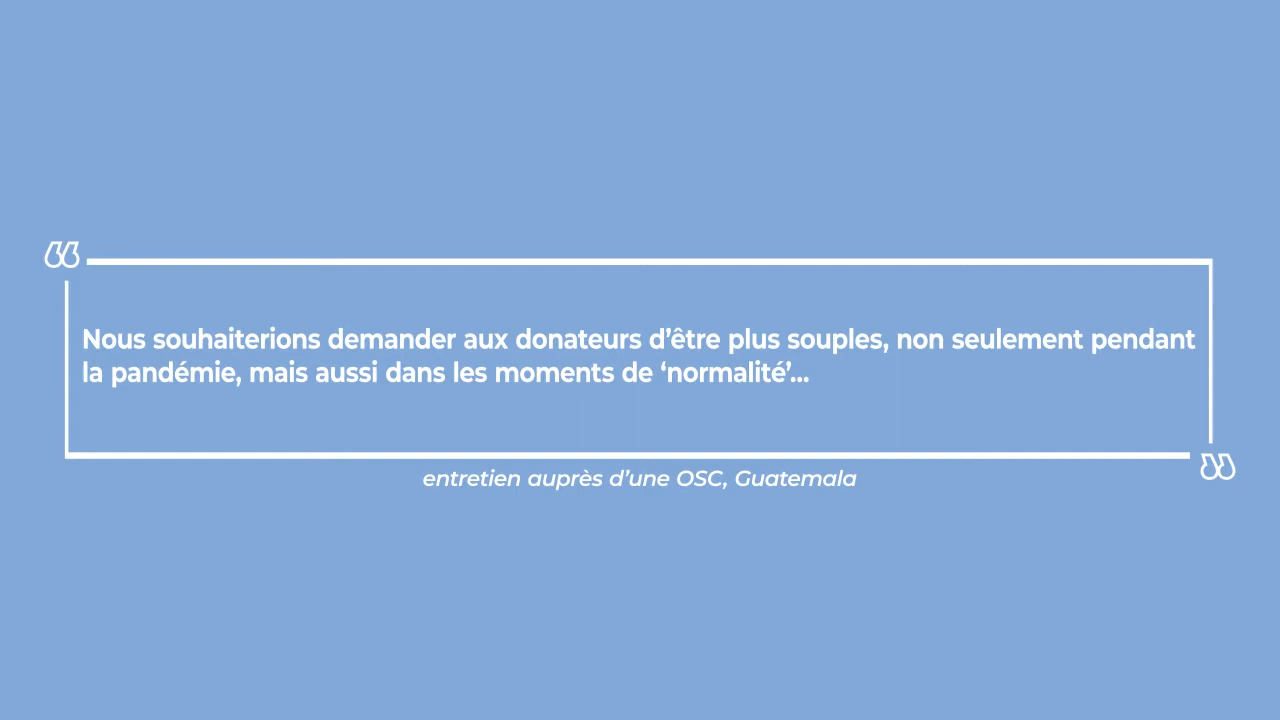 “
Nous souhaiterions demander aux donateurs d’être plus souples, non seulement pendant
la pandémie, mais aussi dans les moments de ‘normalité’...
”
entretien auprès d’une OSC, Guatemala